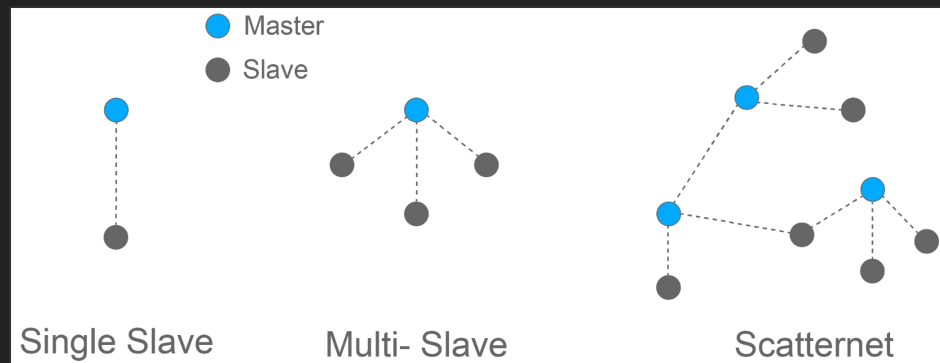 Master
Slave
Single Slave
Multi- Slave
Scatternet